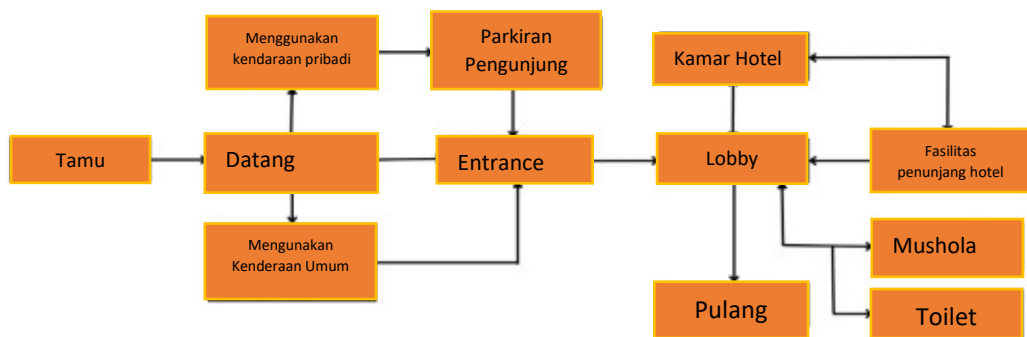 Menggunakan
kendaraan pribadi
Parkiran
Pengunjung
Kamar Hotel
Tamu
Datang
Entrance
Lobby
Fasilitas
penunjang hotel
Mengunakan
Kenderaan Umum
Mushola
Pulang
Toilet